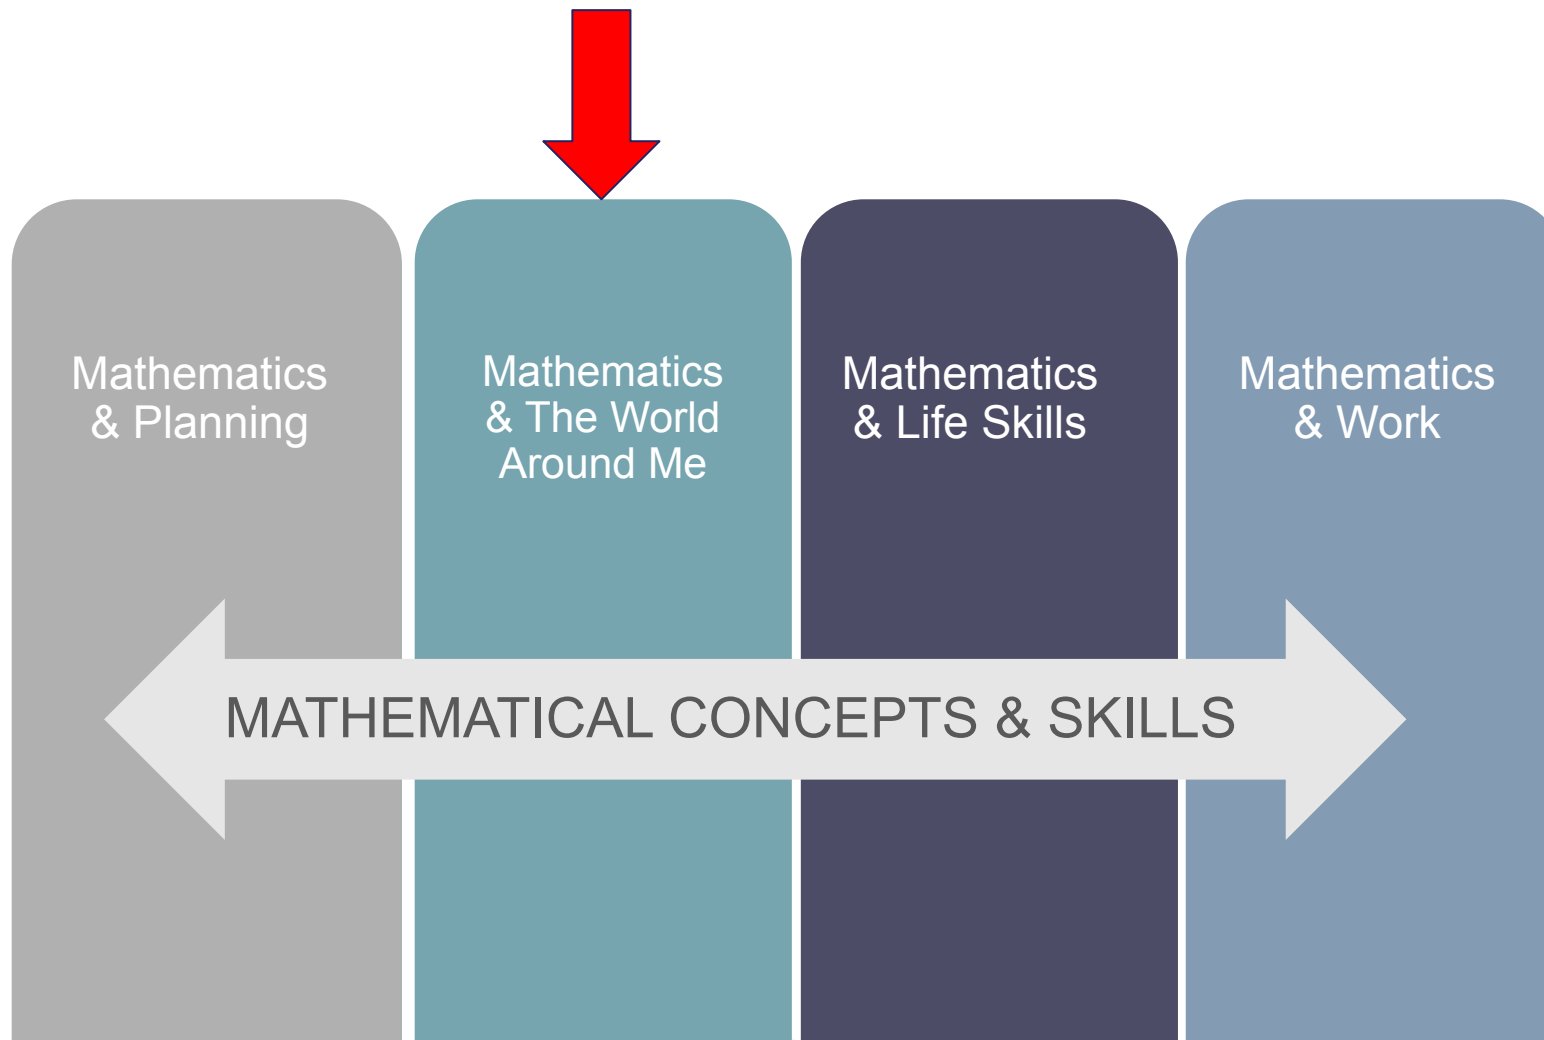 Mathematics
& Planning
Mathematics
& The World
Around Me
Mathematics
& Life Skills
Mathematics
& Work
MATHEMATICAL CONCEPTS & SKILLS